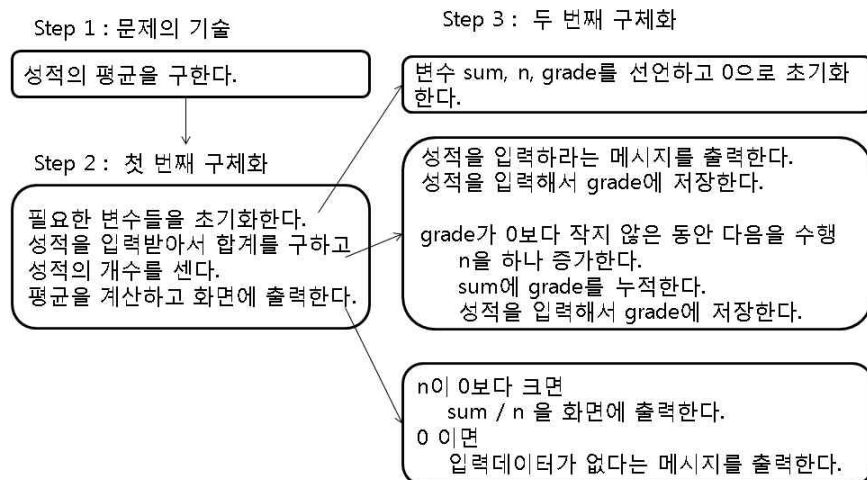 Step 1 : 문제의 기술
성적의 평균을 구한다.
Step 2 : 첫 번째 구체화
필요한 변수들을 초기화한다.
성적을 입력받아서 합계를 구하고
성적의 개수를 센다.
평균을 계산하고 화면에 출력한다.
Step 3 : 두 번째 구체화
변수 sum, n, grade를 선언하고 0으로 초기화
한다.
성적을 입력하라는 메시지를 출력한다.
성적을 입력해서 grade에 저장한다.
grade가 0보다 작지 않은 동안 다음을 수행
n을 하나 증가한다.
sum에 grade를 누적한다.
성적을 입력해서 grade에 저장한다.
n이 0보다 크면
sum / n 을 화면에 출력한다.
0 이면
입력데이터가 없다는 메시지를 출력한다.